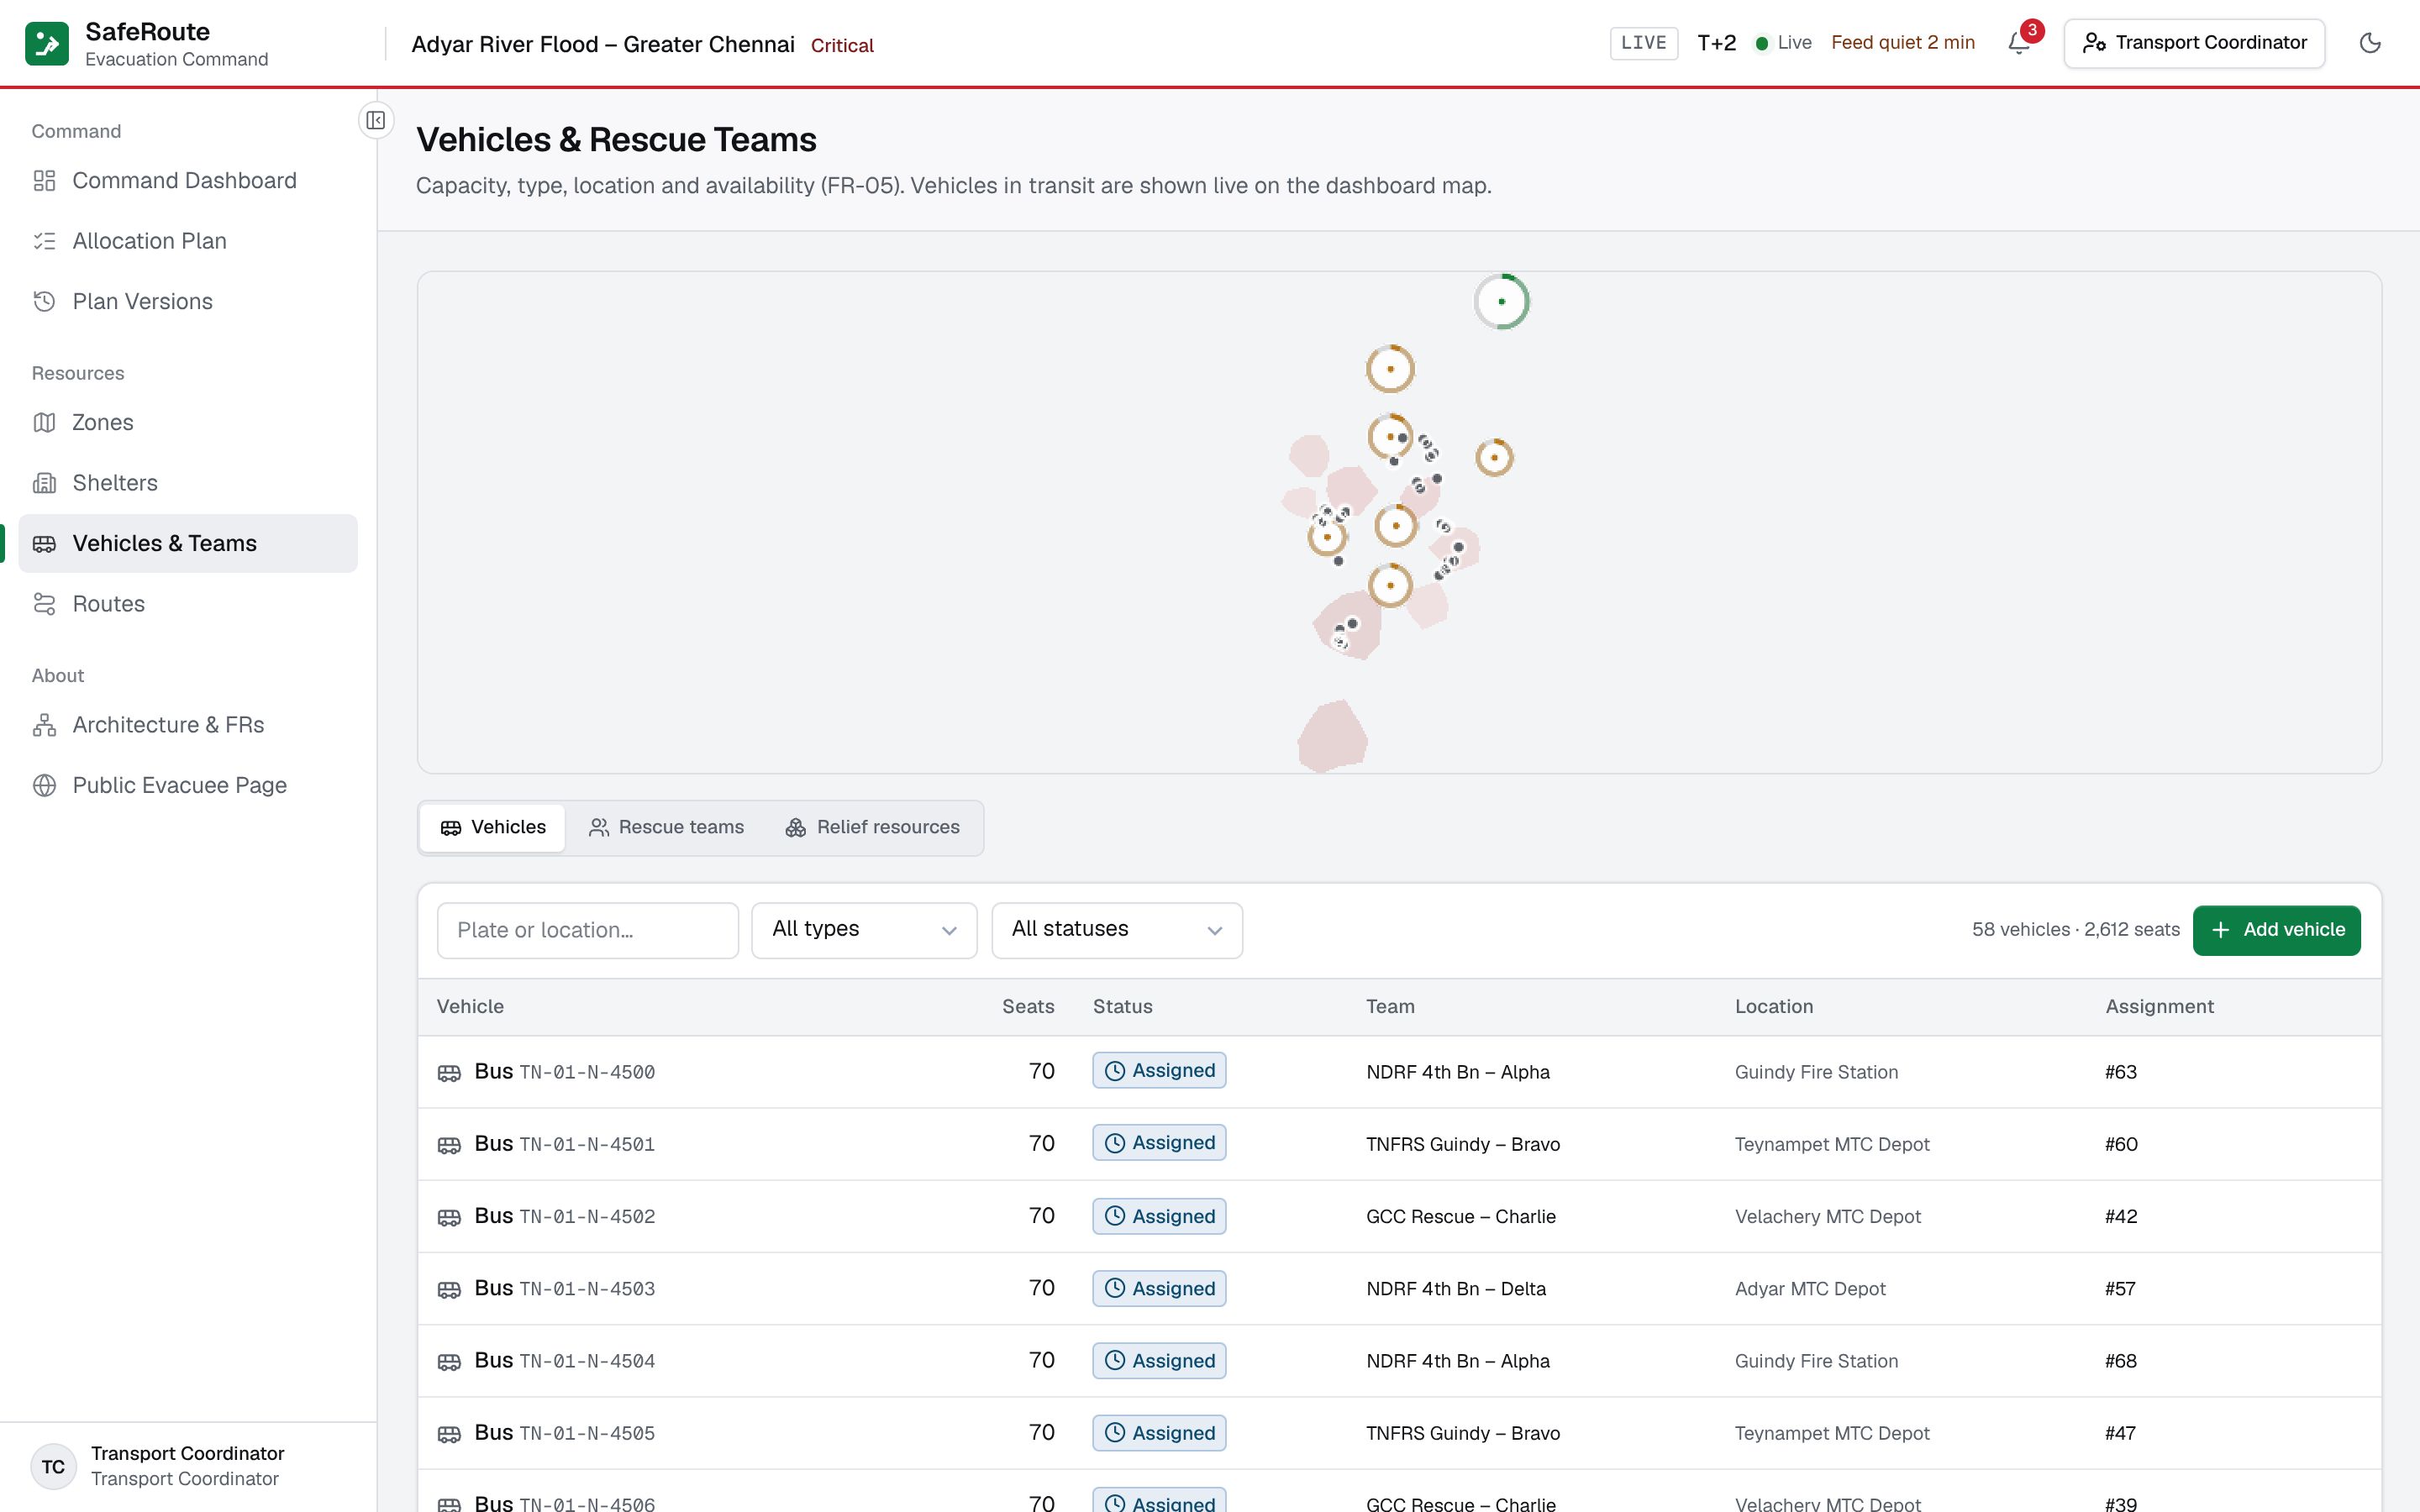 SafeRoute
Evacuation Command
Adyar River Flood – Greater Chennai Critical
LIVE T+2 Live Feed quiet 2 min 3 Transport Coordinator
Command
Command Dashboard
Allocation Plan
Plan Versions
Resources
Zones
Shelters
Vehicles & Teams
Routes
About
Architecture & FRs
Public Evacuee Page
TC Transport Coordinator
Transport Coordinator
Vehicles & Rescue Teams
Capacity, type, location and availability (FR-05). Vehicles in transit are shown live on the dashboard map.
Vehicles Rescue teams Relief resources
Plate or location... All types All statuses 58 vehicles · 2,612 seats Add vehicle
Vehicle Seats Status Team Location Assignment
Bus TN-01-N-4500 70 Assigned NDRF 4th Bn – Alpha Guindy Fire Station #63
Bus TN-01-N-4501 70 Assigned TNFRS Guindy – Bravo Teynampet MTC Depot #60
Bus TN-01-N-4502 70 Assigned GCC Rescue – Charlie Velachery MTC Depot #42
Bus TN-01-N-4503 70 Assigned NDRF 4th Bn – Delta Adyar MTC Depot #57
Bus TN-01-N-4504 70 Assigned NDRF 4th Bn – Alpha Guindy Fire Station #68
Bus TN-01-N-4505 70 Assigned TNFRS Guindy – Bravo Teynampet MTC Depot #47
Bus TN-01-N-4506 70 Assigned GCC Rescue – Charlie Velachery MTC Depot #39